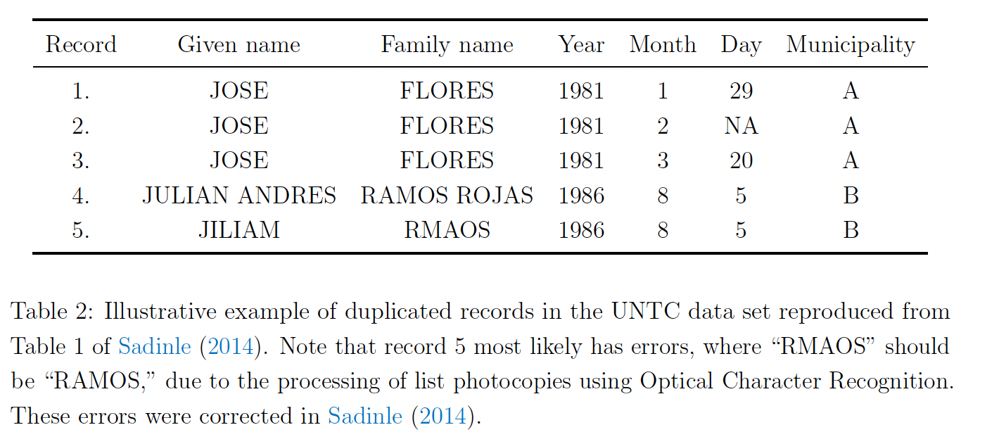 Record Given name Family name Year Month Day Municipality
1. JOSE FLORES 1981 1 29 A
2. JOSE FLORES 1981 2 NA A
3. JOSE FLORES 1981 3 20 A
4. JULIAN ANDRES RAMOS ROJAS 1986 8 5 B
5. JILIAM RMAOS 1986 8 5 B
Table 2: Illustrative example of duplicated records in the UNTC data set reproduced from
Table 1 of Sadinle (2014). Note that record 5 most likely has errors, where “RMAOS” should
be “RAMOS,” due to the processing of list photocopies using Optical Character Recognition.
These errors were corrected in Sadinle (2014).